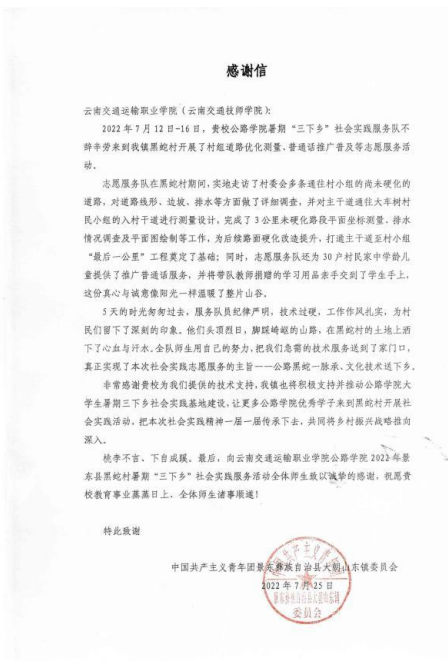 感谢信
云南交通运输职业学院（云南交通技师学院）：
2022年7月12日-16日，贵校公路学院暑期“三下乡”社会实践服务队不
辞辛劳来到我镇黑蛇村开展了村组道路优化测量、普通话推广普及等志愿服务活
动。
志愿服务队在黑蛇村期间，实地走访了村委会多条通往村小组的尚未硬化的
道路，对道路线形、边坡、排水等方面做了详细调查，并对主干道通往大车树村
民小组的入村干道进行测量设计，完成了3公里未硬化路段平面坐标测量、排水
情况调查及平面图绘制等工作，为后续路面硬化改造提升，打通主干道至村小组
“最后一公里”工程奠定了基础；同时，志愿服务队还为30户村民家中学龄儿
童提供了推广普通话服务，并将带队教师捐赠的学习用品亲手交到了学生手上，
这份真心与诚意像阳光一样温暖了整片山谷。
5天的时光匆匆过去，服务队员纪律严明，技术过硬，工作作风扎实，为村
民们留下了深刻的印象。他们头顶烈日，脚踩崎岖的山路，在黑蛇村的土地上洒
下了心血与汗水。全队师生用自己的努力，把我们急需的技术服务送到了家门口，
真正实现了本次社会实践志愿服务的主旨——公路黑蛇一脉承、文化技术送下乡。
非常感谢贵校为我们提供的技术支持，我镇也将积极支持并推动公路学院大
学生暑期三下乡社会实践基地建设，让更多公路学院优秀学子来到黑蛇村开展社
会实践活动，把本次社会实践精神一届一届传承下去，共同将乡村振兴战略推向
深入。
桃李不言、下自成蹊。最后，向云南交通运输职业学院公路学院2022年景
东县黑蛇村暑期“三下乡”社会实践服务活动全体师生致以诚挚的感谢，祝愿贵
校教育事业蒸蒸日上、全体师生诸事顺遂！
特此致谢
中国共产主义青年团景东彝族自治县大朝山东镇委员会
2022年7月25日
委员会